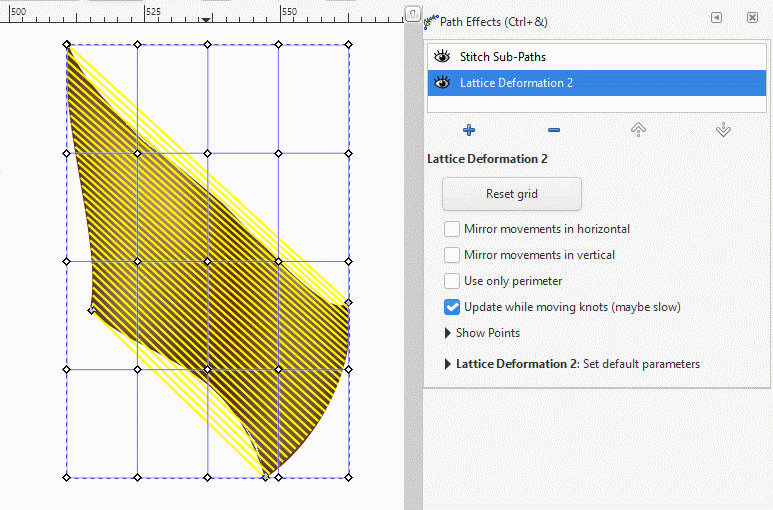 500
525
550
Path Effects (Ctrl+&)
Stitch Sub-Paths
Lattice Deformation 2
Lattice Deformation 2
Reset grid
Mirror movements in horizontal
Mirror movements in vertical
Use only perimeter
Update while moving knots (maybe slow)
Show Points
Lattice Deformation 2: Set default parameters